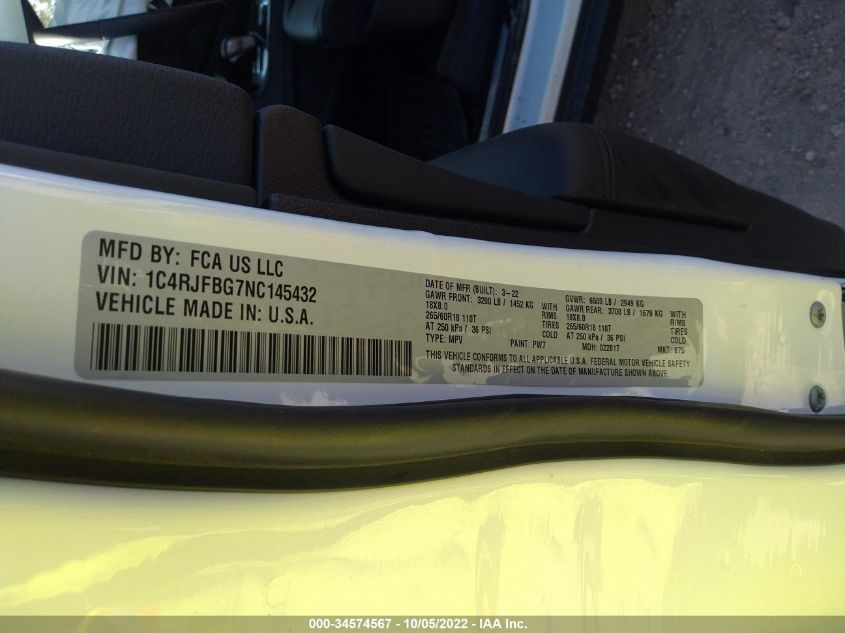 MFD BY: FCA US LLC
VIN: 1C4RJFBG7NC145432
VEHICLE MADE IN: U.S.A.
DATE OF MFR (BUILT): 3-22 GVWR: 6500 LB / 2949 KG
GAWR FRONT: 3200 LB / 1452 KG GAWR REAR: 3700 LB / 1679 KG
18X8.0 RIMS 18X8.0 RIMS
265/60R18 110T TIRES 265/60R18 110T TIRES
AT 250 kPa / 36 PSI COLD AT 250 kPa / 36 PSI COLD
TYPE: MPV PAINT: PW7 MDH: 022817 MKT: 875
THIS VEHICLE CONFORMS TO ALL APPLICABLE U.S.A. FEDERAL MOTOR VEHICLE SAFETY
STANDARDS IN EFFECT ON THE DATE OF MANUFACTURE SHOWN ABOVE.
000-34574567 - 10/05/2022 - IAA Inc.